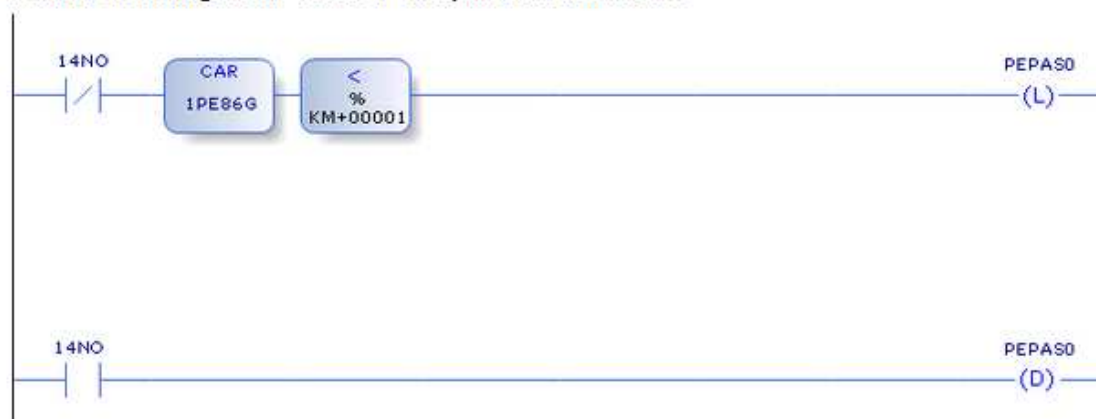 14NO
CAR
1PE86G
<
%
KM+00001
PEPAS0
(L)
14NO
PEPAS0
(D)